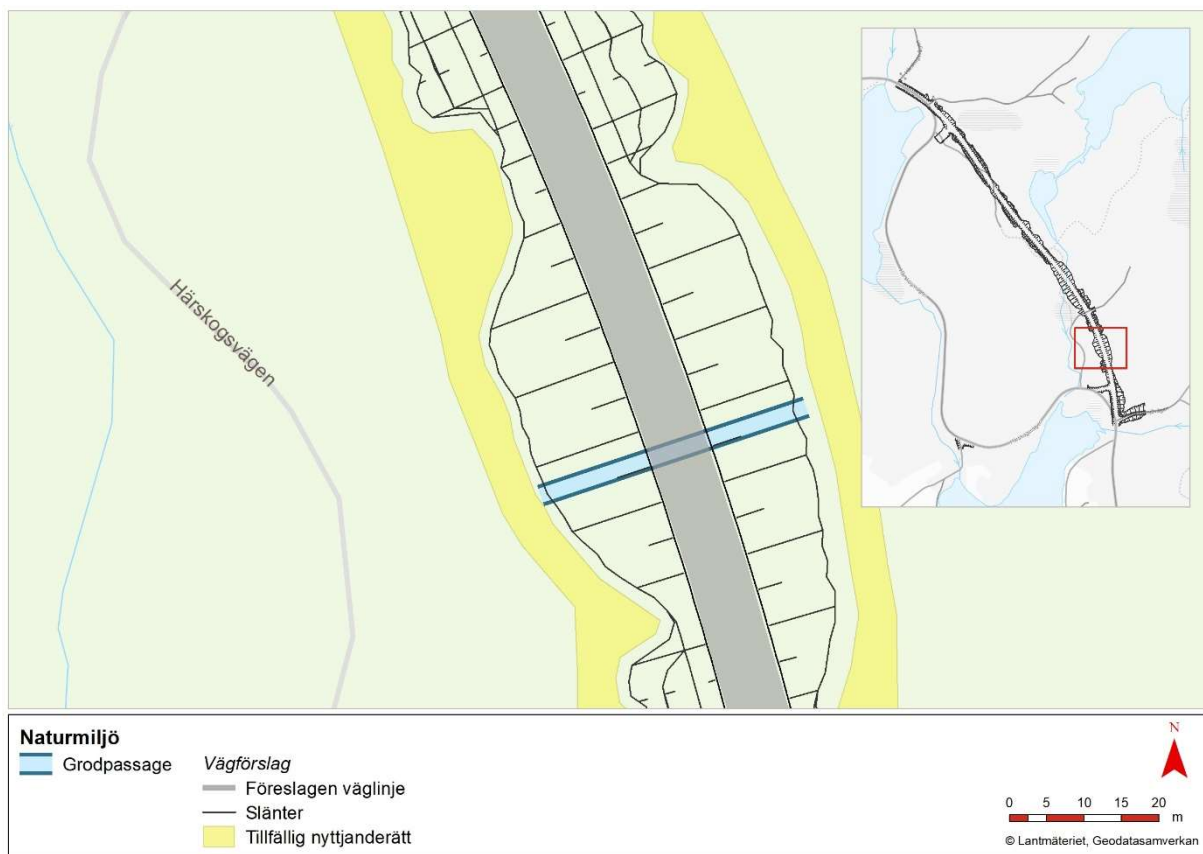 Härskogsvägen
Naturmiljö
Grodpassage
Vägförslag
Föreslagen väglinje
Slänter
Tillfällig nyttjanderätt
N
0 5 10 15 20
m
© Lantmäteriet, Geodatasamverkan